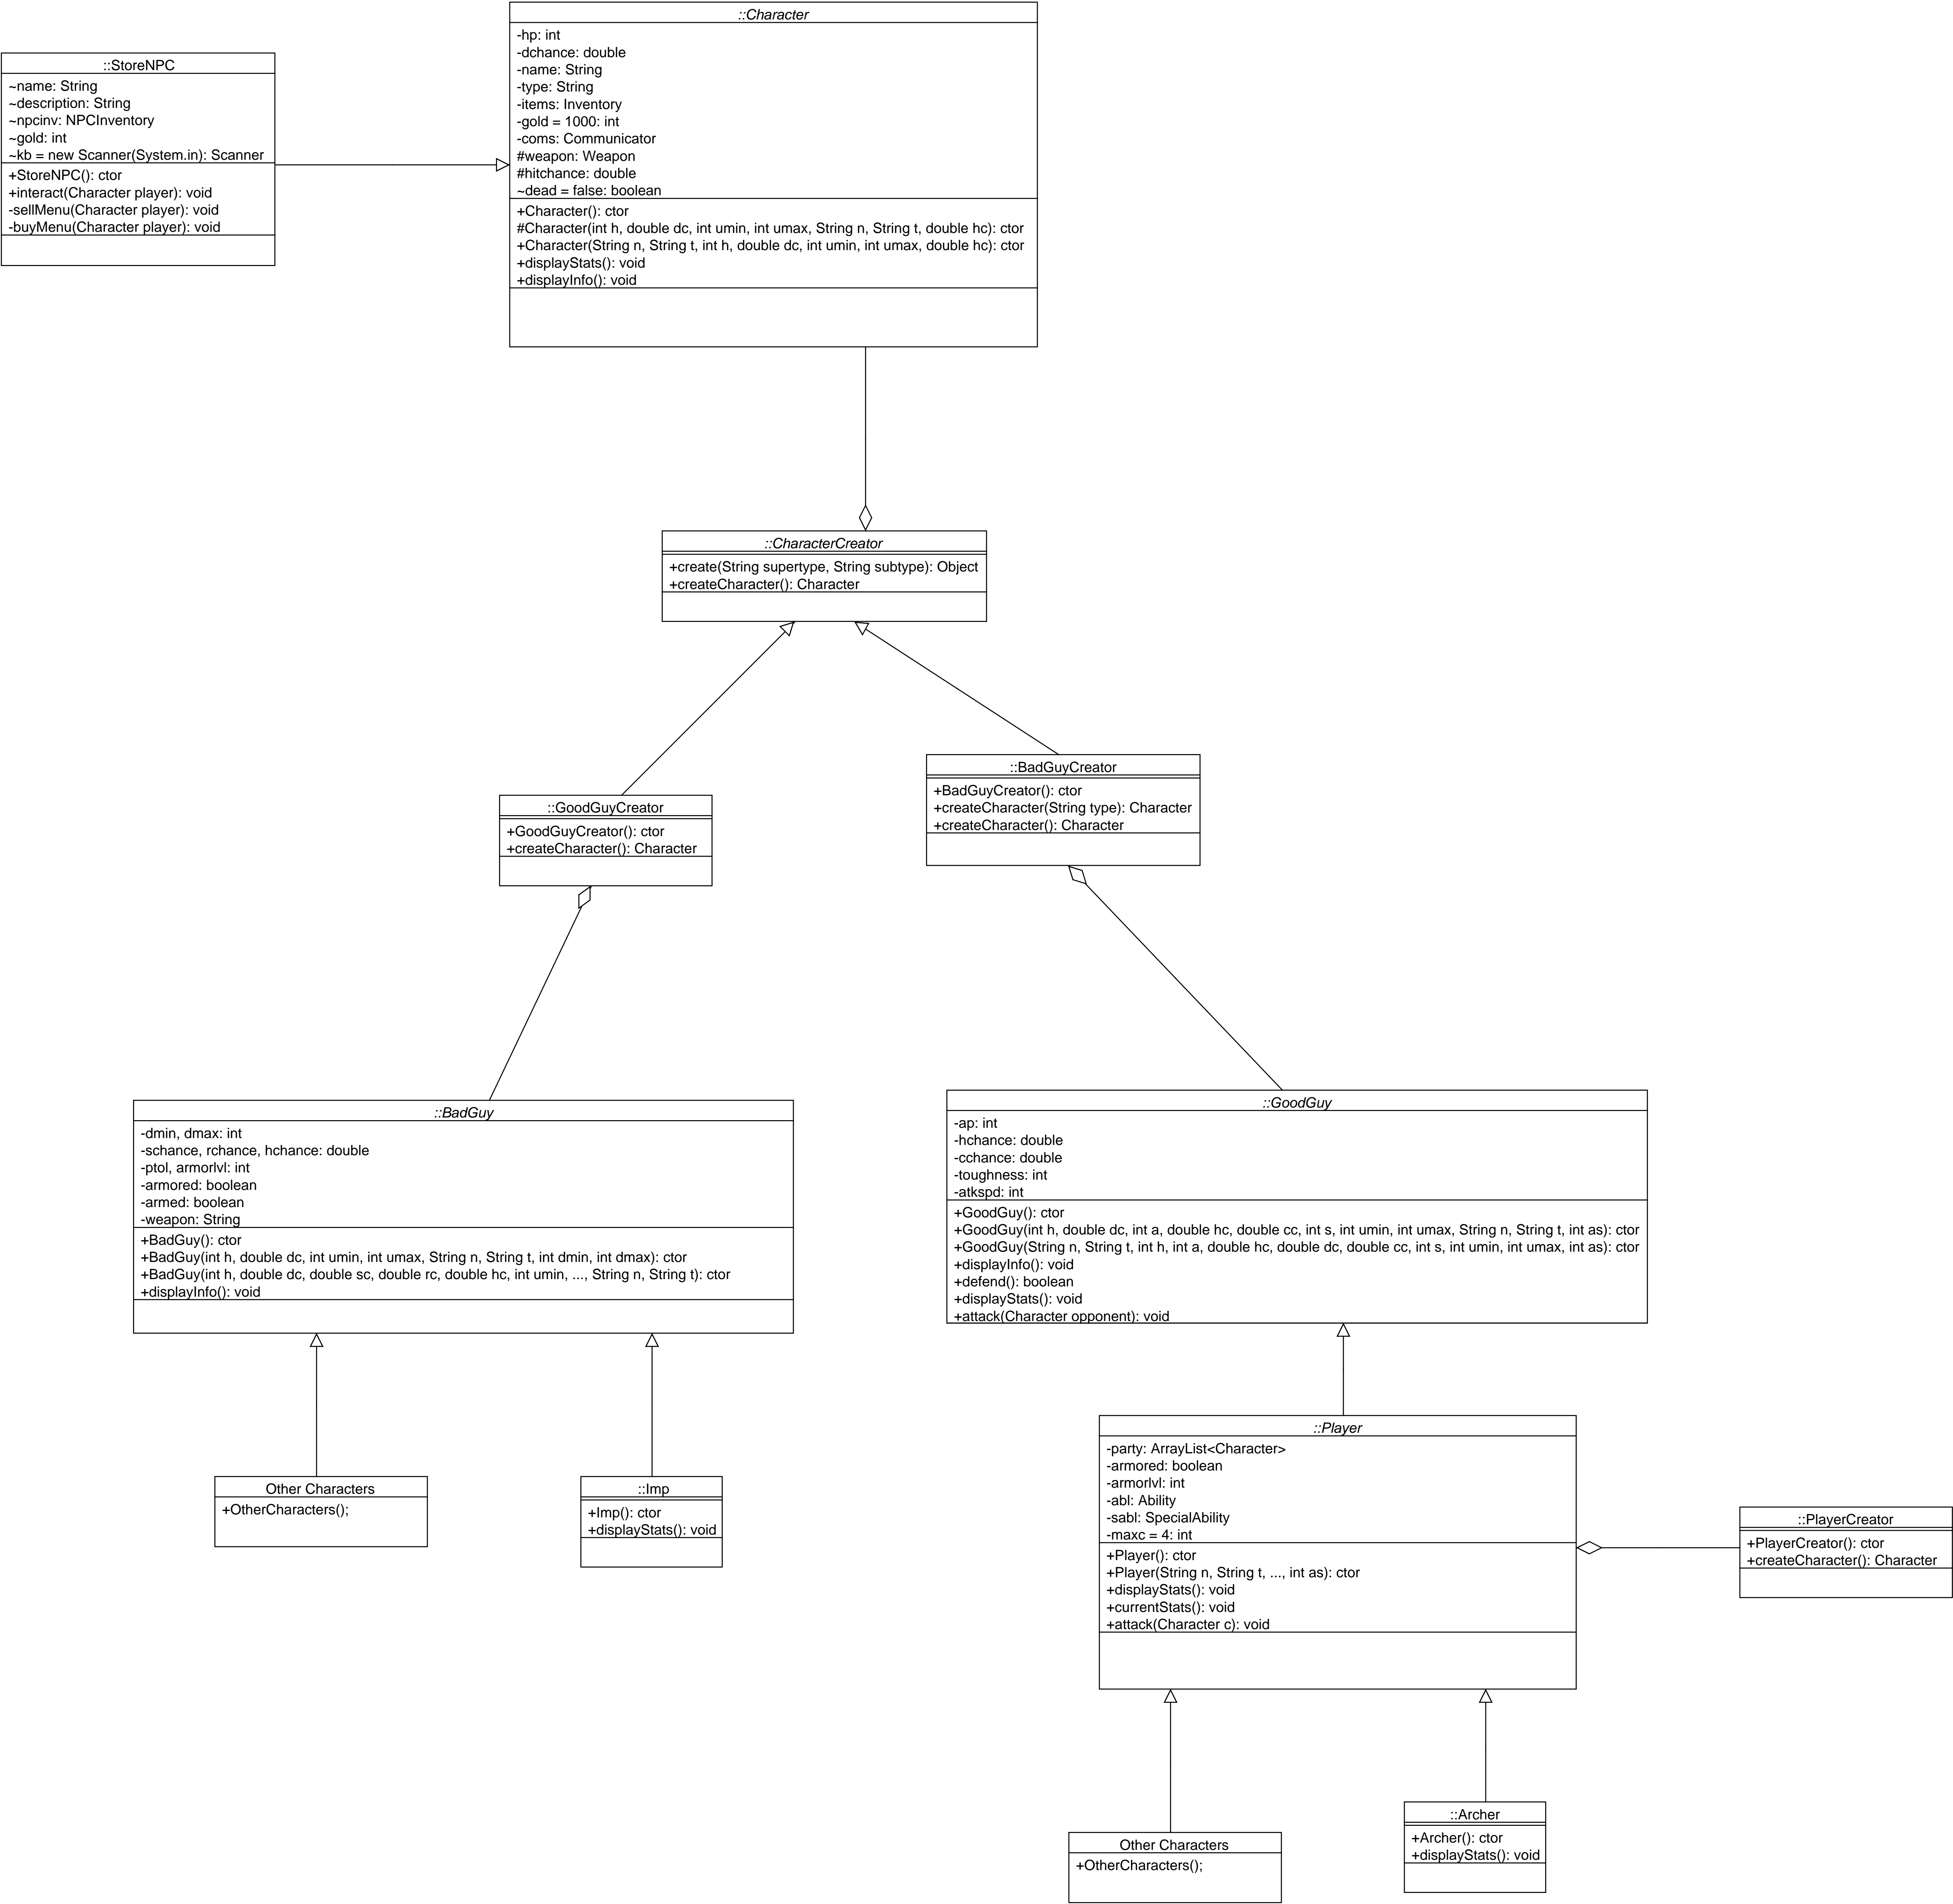 ::Character
-hp: int
-dchance: double
-name: String
-type: String
-items: Inventory
-gold = 1000: int
-coms: Communicator
#weapon: Weapon
#hitchance: double
~dead = false: boolean
+Character(): ctor
#Character(int h, double dc, int umin, int umax, String n, String t, double hc): ctor
+Character(String n, String t, int h, double dc, int umin, int umax, double hc): ctor
+displayStats(): void
+displayInfo(): void
::StoreNPC
~name: String
~description: String
~npcinv: NPCInventory
~gold: int
~kb = new Scanner(System.in): Scanner
+StoreNPC(): ctor
+interact(Character player): void
-sellMenu(Character player): void
-buyMenu(Character player): void
::CharacterCreator
+create(String supertype, String subtype): Object
+createCharacter(): Character
::GoodGuyCreator
+GoodGuyCreator(): ctor
+createCharacter(): Character
::BadGuyCreator
+BadGuyCreator(): ctor
+createCharacter(String type): Character
+createCharacter(): Character
::BadGuy
-dmin, dmax: int
-schance, rchance, hchance: double
-ptol, armorlvl: int
-armored: boolean
-armed: boolean
-weapon: String
+BadGuy(): ctor
+BadGuy(int h, double dc, int umin, int umax, String n, String t, int dmin, int dmax): ctor
+BadGuy(int h, double dc, double sc, double rc, double hc, int umin, ..., String n, String t): ctor
+displayInfo(): void
::GoodGuy
-ap: int
-hchance: double
-cchance: double
-toughness: int
-atkspd: int
+GoodGuy(): ctor
+GoodGuy(int h, double dc, int a, double hc, double cc, int s, int umin, int umax, String n, String t, int as): ctor
+GoodGuy(String n, String t, int h, int a, double hc, double dc, double cc, int s, int umin, int umax, int as): ctor
+displayInfo(): void
+defend(): boolean
+displayStats(): void
+attack(Character opponent): void
Other Characters
+OtherCharacters();
::Imp
+Imp(): ctor
+displayStats(): void
::Player
-party: ArrayList<Character>
-armored: boolean
-armorlvl: int
-abl: Ability
-sabl: SpecialAbility
-maxc = 4: int
+Player(): ctor
+Player(String n, String t, ..., int as): ctor
+displayStats(): void
+currentStats(): void
+attack(Character c): void
::PlayerCreator
+PlayerCreator(): ctor
+createCharacter(): Character
Other Characters
+OtherCharacters();
::Archer
+Archer(): ctor
+displayStats(): void